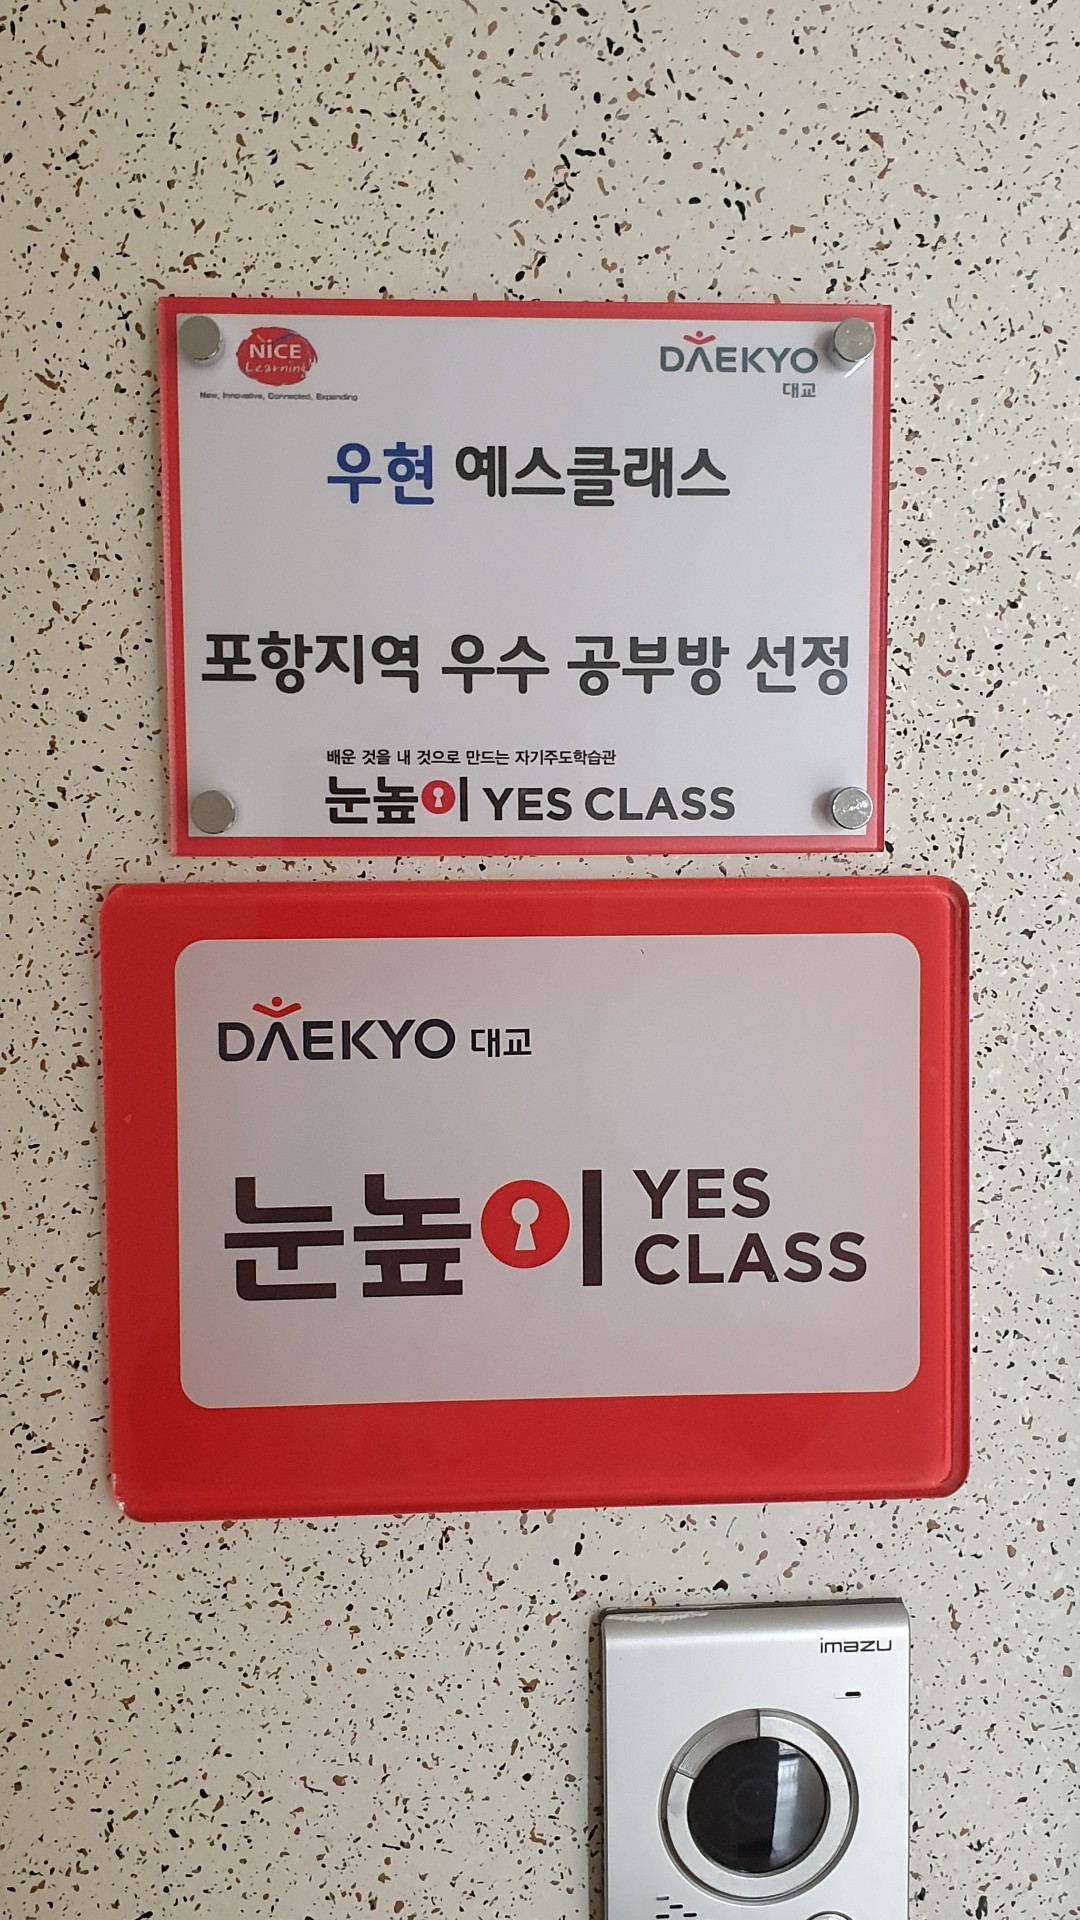 NiCE
Learning
New, Innovative, Connected, Expanding
DAEKYO
대교
우현 예스클래스
포항지역 우수 공부방 선정
배운 것을 내 것으로 만드는 자기주도학습관
눈높이 YES CLASS
DAEKYO 대교
눈높이 YES
CLASS
imazu